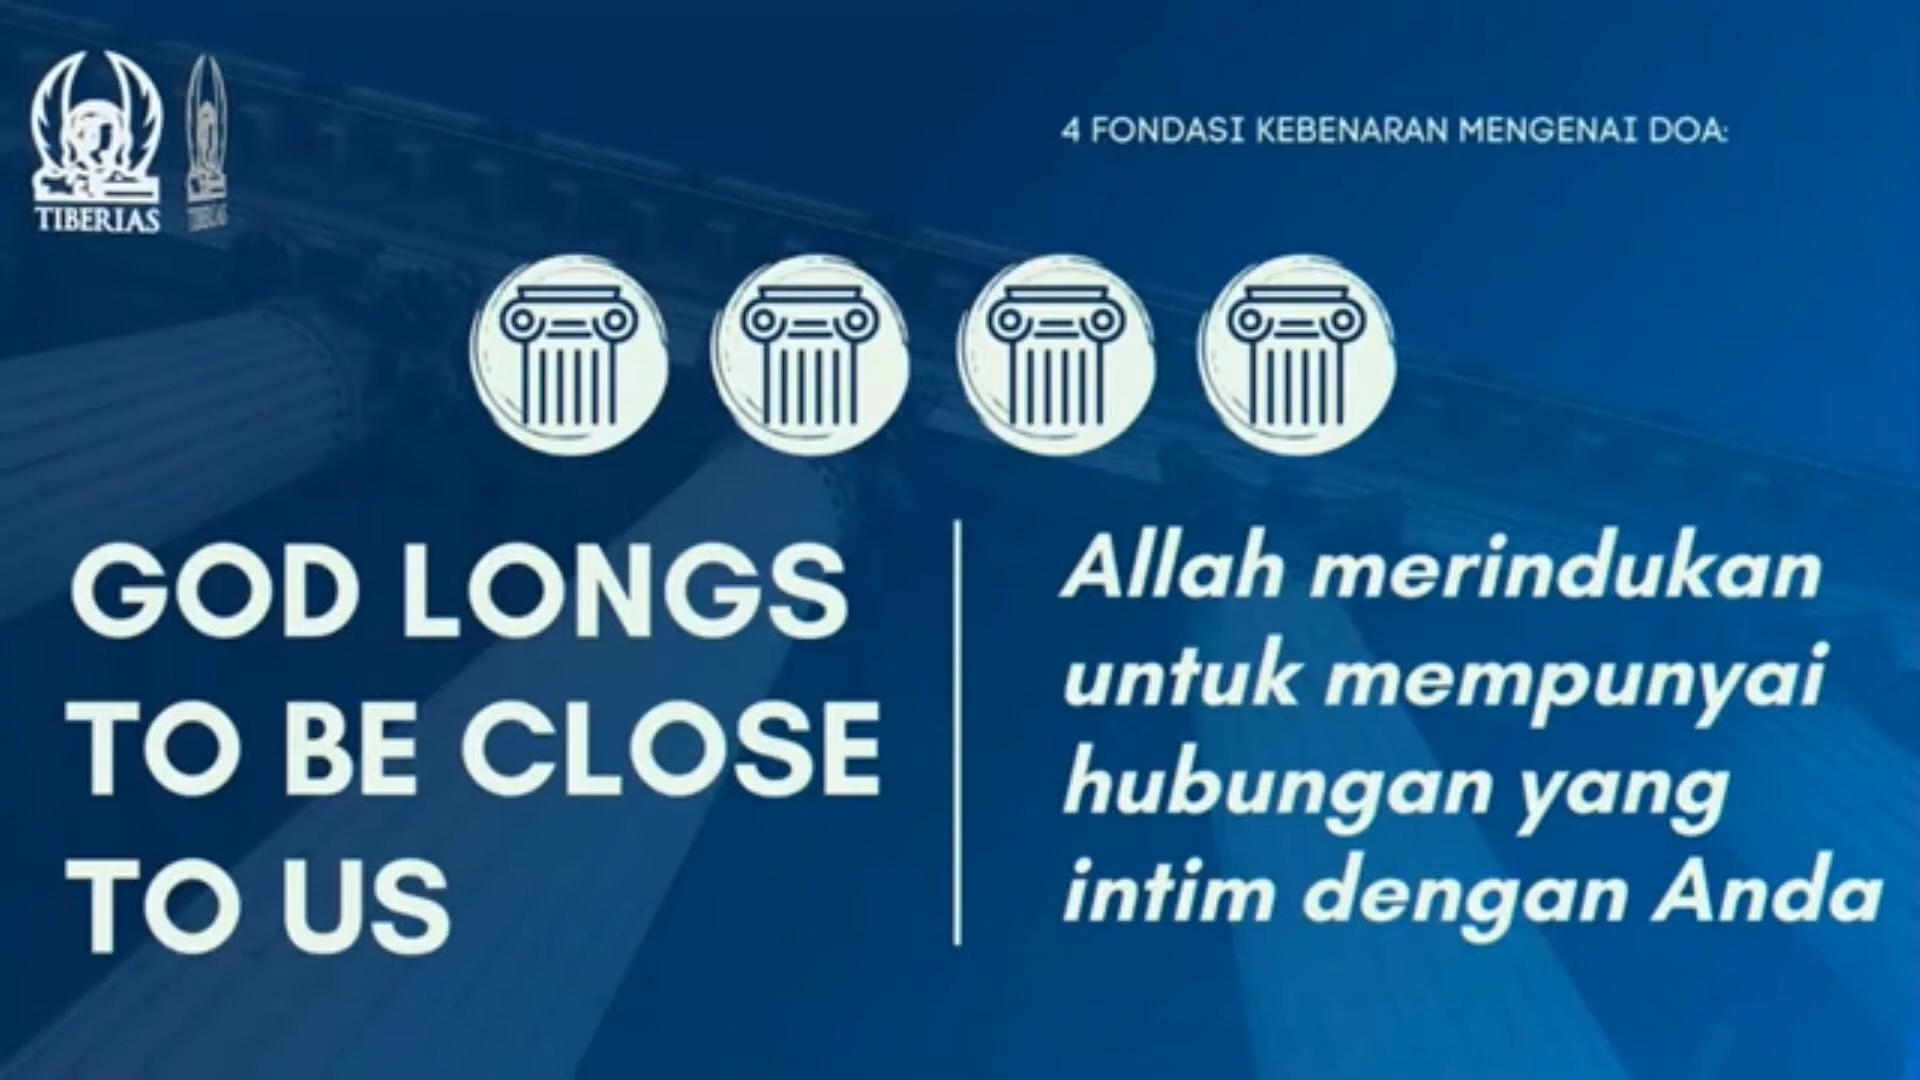 TIBERIAS
TIBERIAS
4 FONDASI KEBENARAN MENGENAI DOA:
GOD LONGS
TO BE CLOSE
TO US
Allah merindukan
untuk mempunyai
hubungan yang
intim dengan Anda